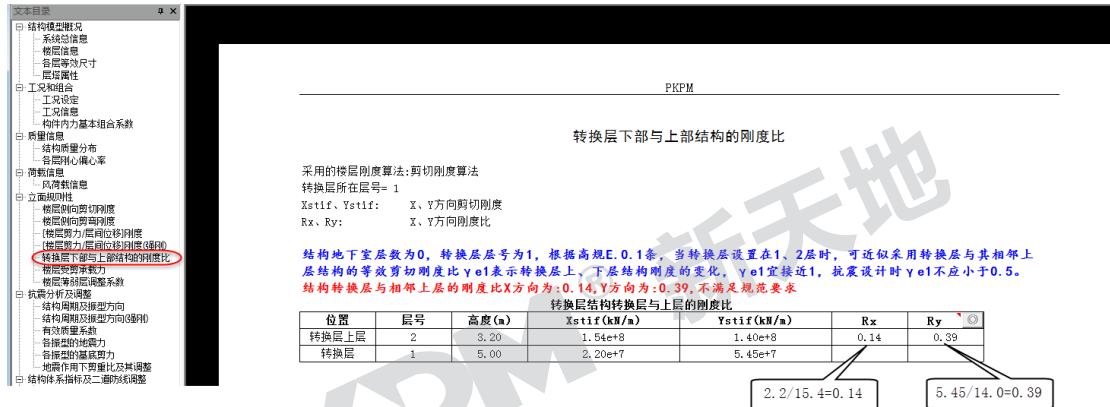 文本目录
结构模型概况
系统总信息
楼层信息
各层等效尺寸
层塔属性
工况和组合
工况设定
工况信息
构件内力基本组合系数
质量信息
结构质量分布
各层刚心偏心率
荷载信息
风荷载信息
立面规则性
楼层侧向剪切刚度
楼层侧向剪弯刚度
[楼层剪力/层间位移]刚度
[楼层剪力/层间位移]刚度(强刚)
转换层下部与上部结构的刚度比
楼层受剪承载力
楼层薄弱层调整系数
抗震分析及调整
结构周期及振型方向
结构周期及振型方向(强刚)
有效质量系数
各振型的地震力
各振型的基底剪力
地震作用下剪重比及其调整
结构体系指标及二道防线调整
PKPM
转换层下部与上部结构的刚度比
采用的楼层刚度算法:剪切刚度算法
转换层所在层号= 1
Xstif、Ystif: X、Y方向剪切刚度
Rx、Ry: X、Y方向刚度比
结构地下室层数为0, 转换层层号为1, 根据高规E.0.1条, 当转换层设置在1、2层时, 可近似采用转换层与其相邻上
层结构的等效剪切刚度比γe1表示转换层上、下层结构刚度的变化, γe1宜接近1, 抗震设计时γe1不应小于0.5。
结构转换层与相邻上层的刚度比X方向为:0.14,Y方向为:0.39,不满足规范要求
转换层结构转换层与上层的刚度比
位置 层号 高度(m) Xstif(kN/m) Ystif(kN/m) Rx Ry
转换层上层 2 3.20 1.54e+8 1.40e+8 0.14 0.39
转换层 1 5.00 2.20e+7 5.45e+7
2.2/15.4=0.14 5.45/14.0=0.39
新天地
®
PKPM